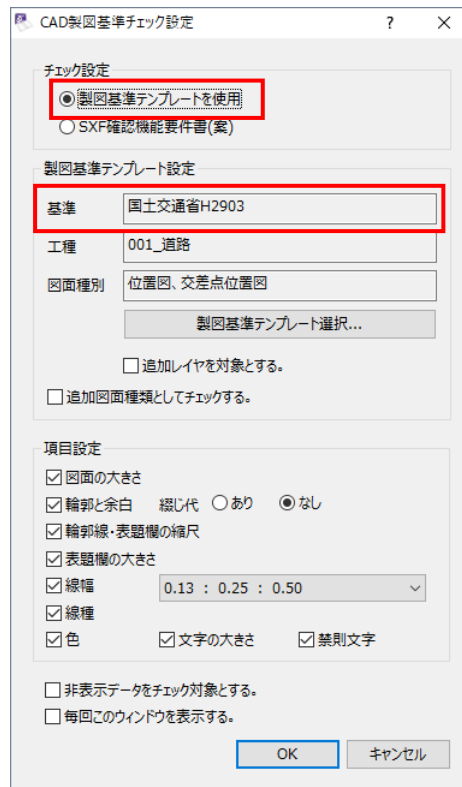 CAD製図基準チェック設定 ? ×
チェック設定
製図基準テンプレートを使用
SXF確認機能要件書(案)
製図基準テンプレート設定
基準 国土交通省H2903
工種 001_道路
図面種別 位置図、交差点位置図
製図基準テンプレート選択...
追加レイヤを対象とする。
追加図面種類としてチェックする。
項目設定
図面の大きさ
輪郭と余白 綴じ代 あり なし
輪郭線・表題欄の縮尺
表題欄の大きさ
線幅 0.13 : 0.25 : 0.50
線種
色 文字の大きさ 禁則文字
非表示データをチェック対象とする。
毎回このウィンドウを表示する。
OK キャンセル